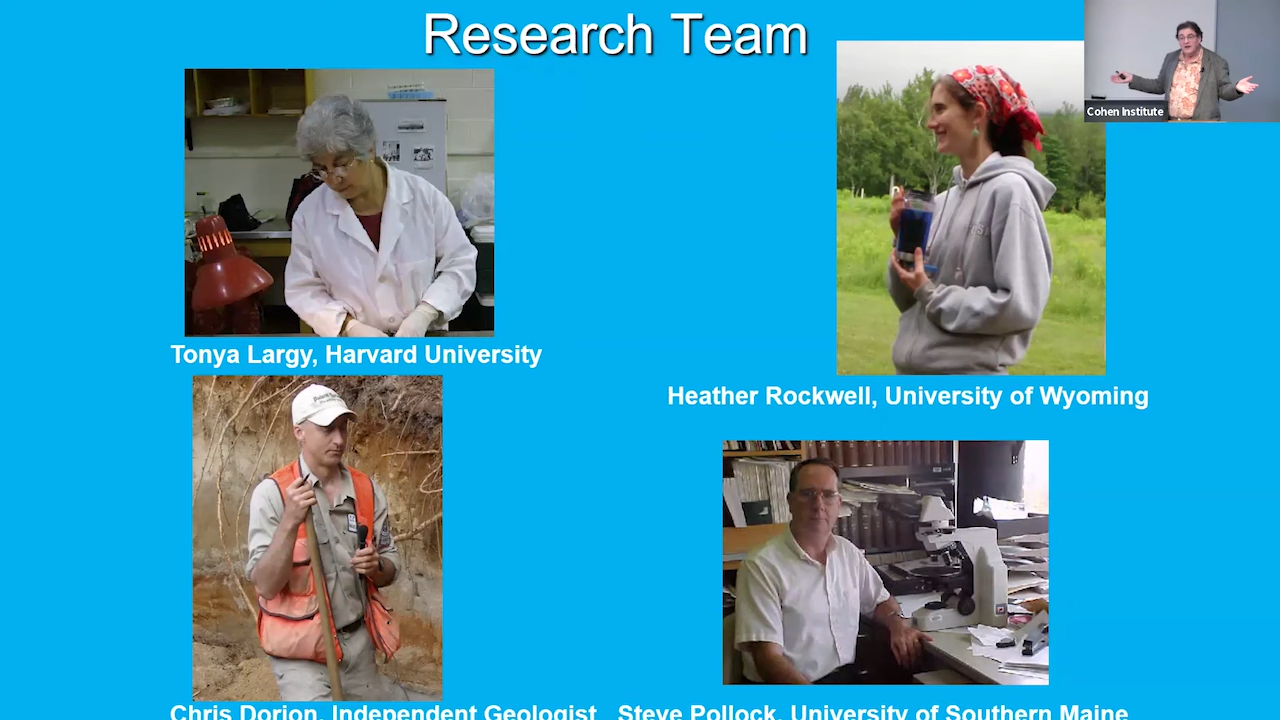 Research Team
Cohen Institute
Tonya Largy, Harvard University
Heather Rockwell, University of Wyoming
Chris Dorion, Independent Geologist
Steve Pollock, University of Southern Maine